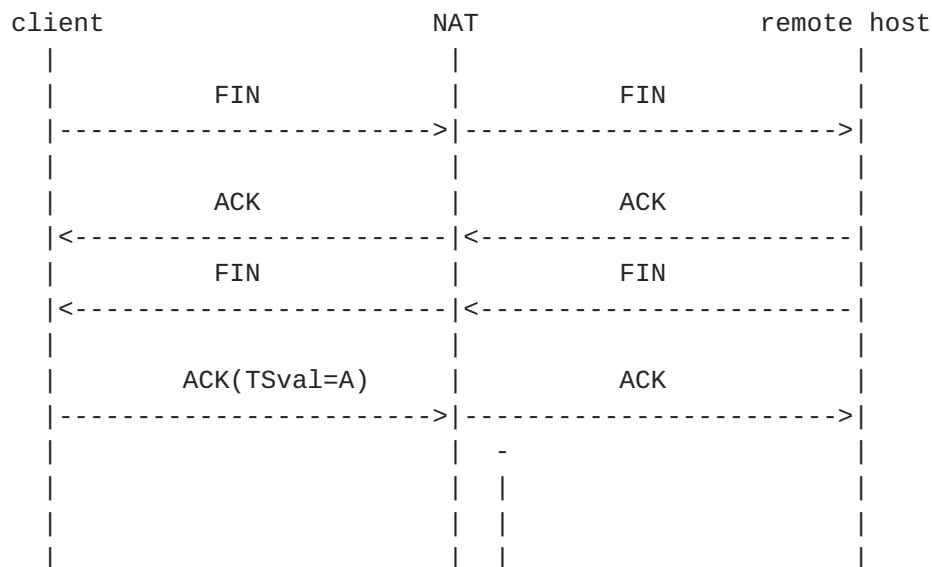 client NAT remote host
FIN FIN
ACK ACK
FIN FIN
ACK(TSval=A) ACK